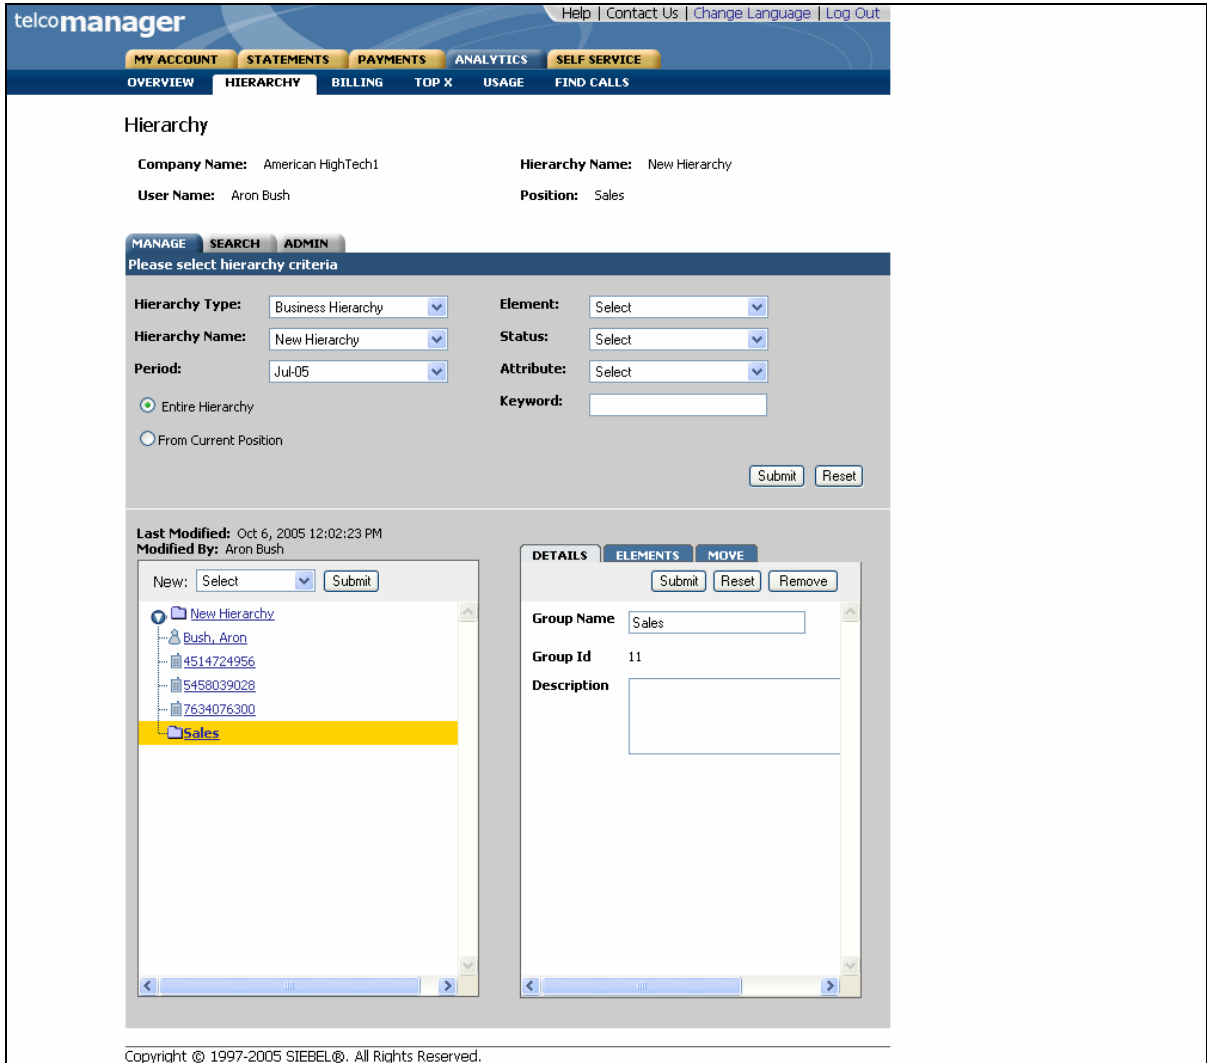 telcomanager
Help | Contact Us | Change Language | Log Out
MY ACCOUNT STATEMENTS PAYMENTS ANALYTICS SELF SERVICE
OVERVIEW HIERARCHY BILLING TOP X USAGE FIND CALLS
Hierarchy
Company Name: American HighTech1 Hierarchy Name: New Hierarchy
User Name: Aron Bush Position: Sales
MANAGE SEARCH ADMIN
Please select hierarchy criteria
Hierarchy Type: Business Hierarchy Element: Select
Hierarchy Name: New Hierarchy Status: Select
Period: Jul-05 Attribute: Select
Entire Hierarchy Keyword:
From Current Position
Submit Reset
Last Modified: Oct 6, 2005 12:02:23 PM
Modified By: Aron Bush
New: Select Submit
New Hierarchy
Bush, Aron
4514724956
5458039028
7634076300
Sales
DETAILS ELEMENTS MOVE
Submit Reset Remove
Group Name Sales
Group Id 11
Description
Copyright © 1997-2005 SIEBEL®. All Rights Reserved.